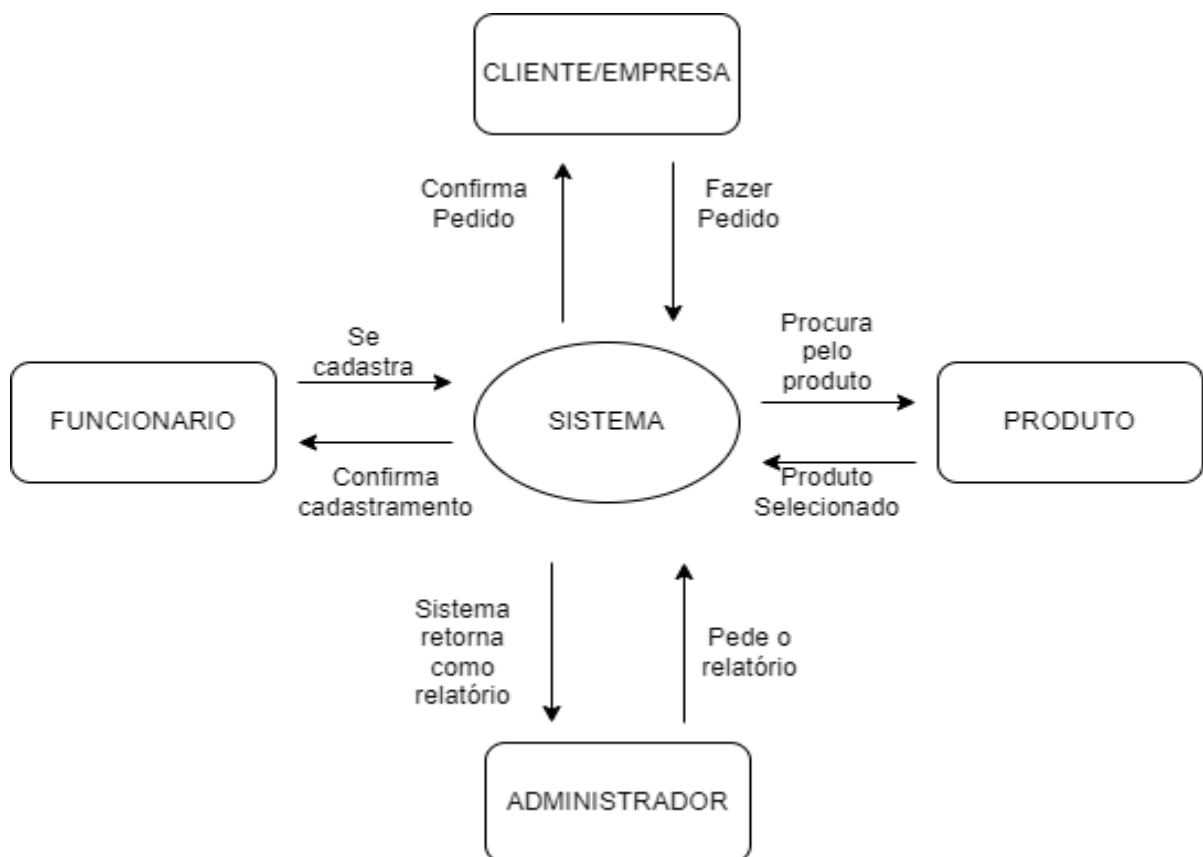 CLIENTE/EMPRESA
Confirma
Pedido
Fazer
Pedido
Se
cadastra
Procura
pelo
produto
FUNCIONARIO
SISTEMA
PRODUTO
Confirma
cadastramento
Produto
Selecionado
Sistema
retorna
como
relatório
Pede o
relatório
ADMINISTRADOR